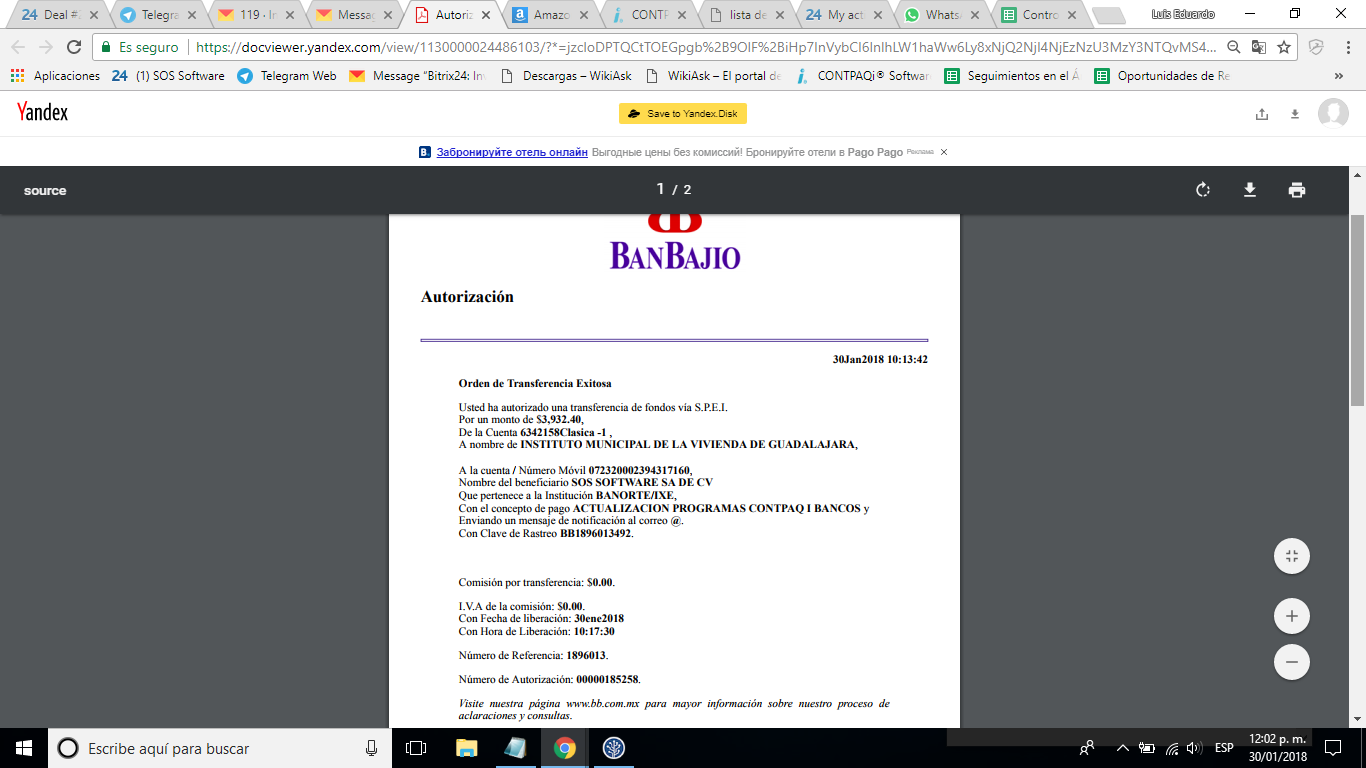 Deal #
Telegra
119 · I
Messag
Autoriz
Amazo
CONTP
lista de
My act
Whats
Contro
Luis Eduardo
Es seguro
https://docviewer.yandex.com/view/1130000024486103/?*=jzcIoDPTQCtTOEGpgb%2B9OIF%2BiHp7InVybCI6InlhLW1haWw6Ly8xNjQ2NjI4NjEzNzU3MzY3NTQvMS4...
Aplicaciones
24 (1) SOS Software
Telegram Web
Message "Bitrix24: In
Descargas – WikiAsk
WikiAsk – El portal de
CONTPAQi® Softwar
Seguimientos en el Á
Oportunidades de Re
»
Yandex
Save to Yandex.Disk
B. Забронируйте отель онлайн Выгодные цены без комиссий! Бронируйте отели в Pago Pago Реклама
source
1 / 2
BANBAJIO
Autorización
30Jan2018 10:13:42
Orden de Transferencia Exitosa
Usted ha autorizado una transferencia de fondos vía S.P.E.I.
Por un monto de $3,932.40,
De la Cuenta 6342158Clasica -1 ,
A nombre de INSTITUTO MUNICIPAL DE LA VIVIENDA DE GUADALAJARA,
A la cuenta / Número Móvil 072320002394317160,
Nombre del beneficiario SOS SOFTWARE SA DE CV
Que pertenece a la Institución BANORTE/IXE,
Con el concepto de pago ACTUALIZACION PROGRAMAS CONTPAQ I BANCOS y
Enviando un mensaje de notificación al correo @.
Con Clave de Rastreo BB1896013492.
Comisión por transferencia: $0.00.
I.V.A de la comisión: $0.00.
Con Fecha de liberación: 30ene2018
Con Hora de Liberación: 10:17:30
Número de Referencia: 1896013.
Número de Autorización: 00000185258.
Visite nuestra página www.bb.com.mx para mayor información sobre nuestro proceso de
aclaraciones y consultas.
Escribe aquí para buscar
ESP
12:02 p. m.
30/01/2018